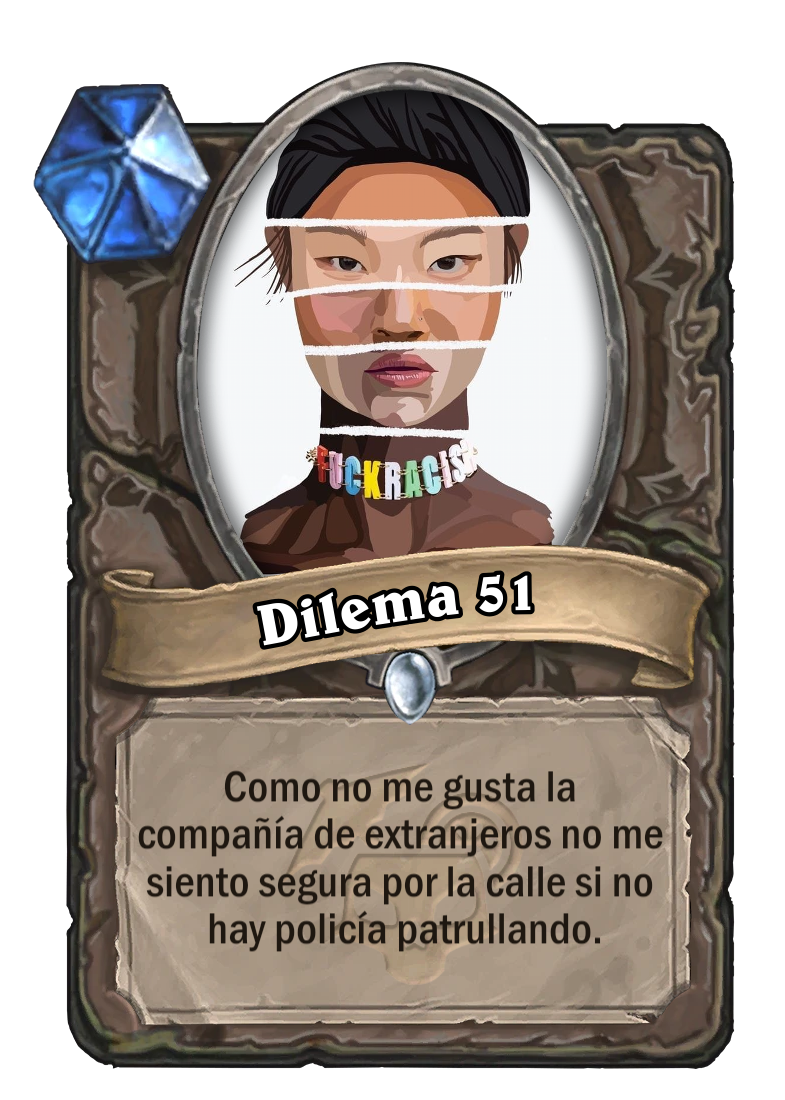 FUCKRACIS
Dilema 51
Como no me gusta la
compañía de extranjeros no me
siento segura por la calle si no
hay policía patrullando.